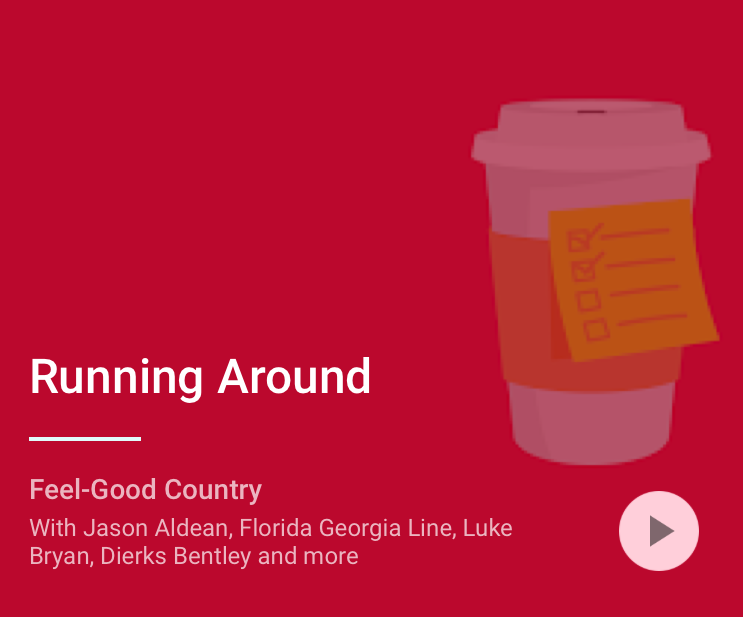 Running Around
Feel-Good Country
With Jason Aldean, Florida Georgia Line, Luke
Bryan, Dierks Bentley and more